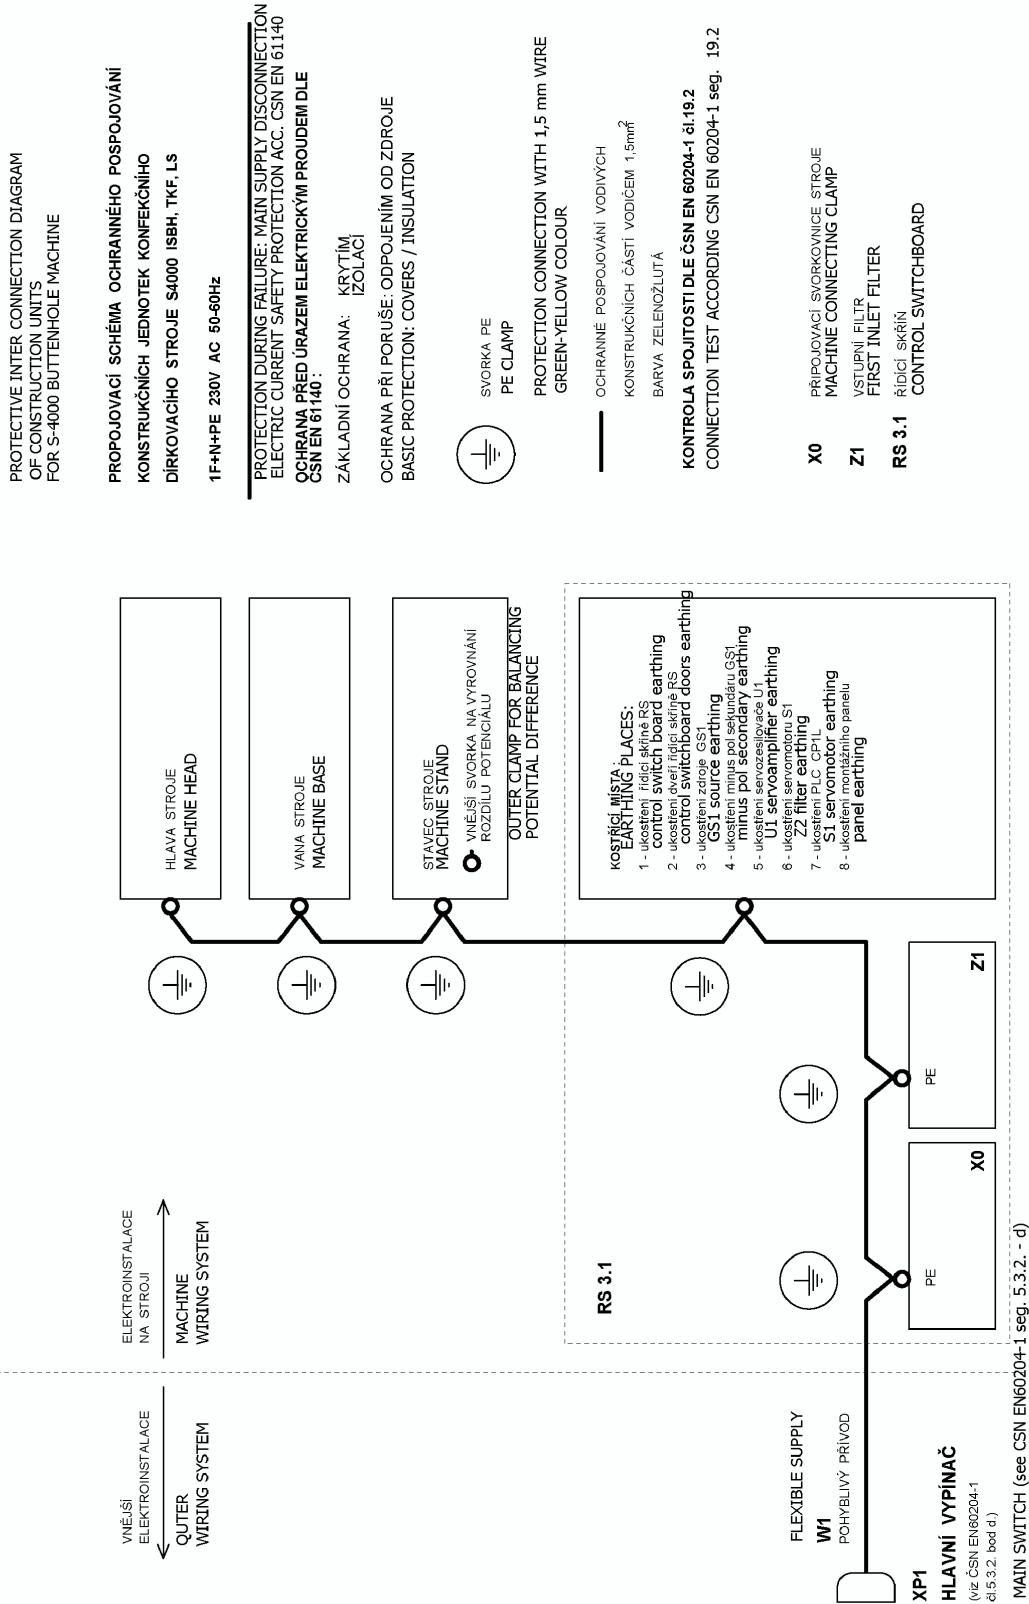 PROTECTIVE INTER CONNECTION DIAGRAM
OF CONSTRUCTION UNITS
FOR S-4000 BUTTENHOLE MACHINE
PROPOJOVACÍ SCHÉMA OCHRANNÉHO POSPOJOVÁNÍ
KONSTRUKČNÍCH JEDNOTEK KONFEKČNÍHO
DÍRKOVACÍHO STROJE S4000 ISBH, TKF, LS
1F+N+PE 230V AC 50-60Hz
PROTECTION DURING FAILURE: MAIN SUPPLY DISCONNECTION
ELECTRIC CURRENT SAFETY PROTECTION ACC. CSN EN 61140
OCHRANA PŘED ÚRAZEM ELEKTRICKÝM PROUDEM DLE
ČSN EN 61140 :
ZÁKLADNÍ OCHRANA: KRYTÍM
IZOLACÍ
OCHRANA PŘI PORUŠE: ODPOJENÍM OD ZDROJE
BASIC PROTECTION: COVERS / INSULATION
SVORKA PE
PE CLAMP
PROTECTION CONNECTION WITH 1,5 mm WIRE
GREEN-YELLOW COLOUR
OCHRANNÉ POSPOJOVÁNÍ VODIVÝCH
KONSTRUKČNÍCH ČÁSTÍ VODIČEM 1,5mm²
BARVA ZELENOŽLUTÁ
KONTROLA SPOJITOSTI DLE ČSN EN 60204-1 čl.19.2
CONNECTION TEST ACCORDING CSN EN 60204-1 seg. 19.2
X0 PŘIPOJOVACÍ SVORKOVNICE STROJE
MACHINE CONNECTING CLAMP
Z1 VSTUPNÍ FILTR
FIRST INLET FILTER
RS 3.1 ŘÍDÍCÍ SKŘÍŇ
CONTROL SWITCHBOARD
HLAVA STROJE
MACHINE HEAD
VANA STROJE
MACHINE BASE
STAVEC STROJE
MACHINE STAND
VNĚJŠÍ SVORKA NA VYROVNÁNÍ
ROZDÍLU POTENCIÁLU
OUTER CLAMP FOR BALANCING
POTENTIAL DIFFERENCE
KOSTŘÍCÍ MÍSTA :
EARTHING PLACES:
1 - ukostření řídicí skříně RS
control switch board earthing
2 - ukostření dveří řídicí skříně RS
control switchboard doors earthing
3 - ukostření zdroje GS1
GS1 source earthing
4 - ukostření minus pol sekundáru GS1
minus pol secondary earthing
5 - ukostření servozesilovače U1
U1 servoamplifier earthing
6 - ukostření servomotoru S1
Z2 filter earthing
7 - ukostření PLC CP1L
S1 servomotor earthing
8 - ukostření montážního panelu
panel earthing
PE
Z1
PE
X0
RS 3.1
ELEKTROINSTALACE
NA STROJI
MACHINE
WIRING SYSTEM
VNĚJŠÍ
ELEKTROINSTALACE
QUTER
WIRING SYSTEM
FLEXIBLE SUPPLY
W1
POHYBLIVÝ PŘÍVOD
XP1
HLAVNÍ VYPÍNAČ
(viz ČSN EN60204-1
čl.5.3.2. bod d.)
MAIN SWITCH (see CSN EN60204-1 seg. 5.3.2. - d)